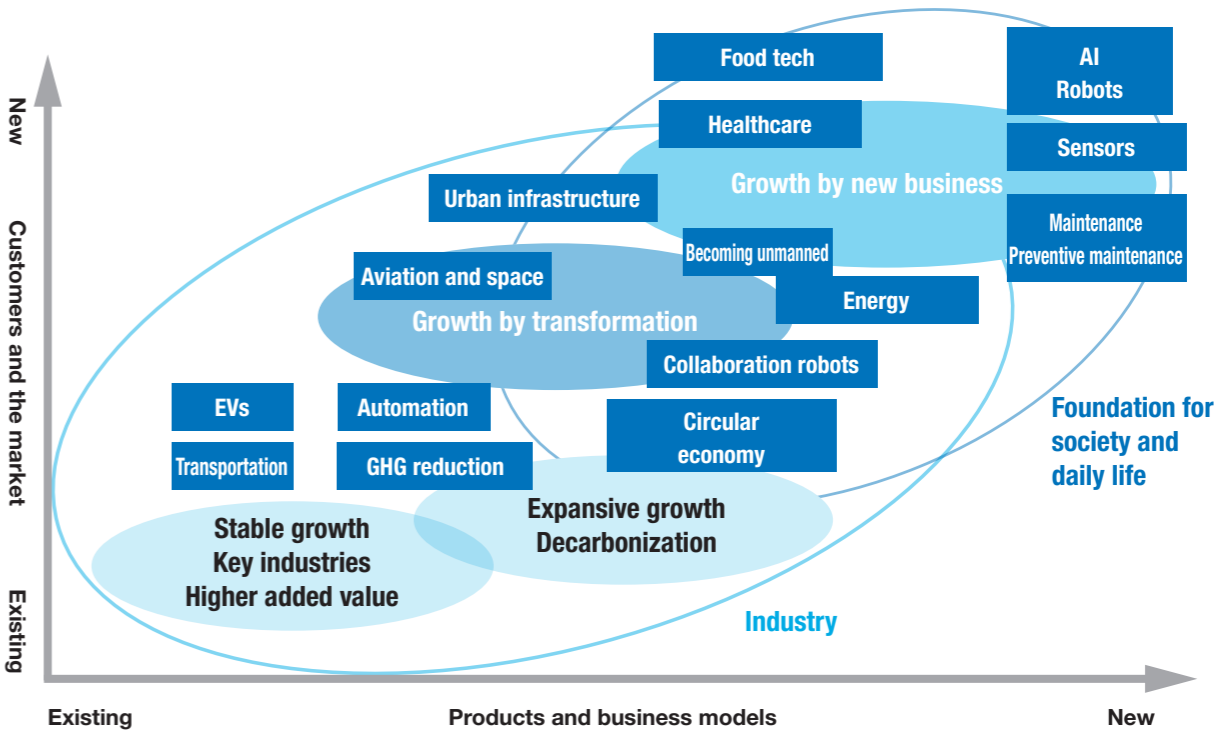 Food tech
AI
Robots
New
Healthcare
Sensors
Growth by new business
Urban infrastructure
Maintenance
Preventive maintenance
Becoming unmanned
Aviation and space
Energy
Growth by transformation
Customers and the market
Collaboration robots
EVs
Automation
Circular
economy
Foundation for
society and
daily life
Transportation
GHG reduction
Expansive growth
Decarbonization
Stable growth
Key industries
Higher added value
Existing
Industry
Existing
Products and business models
New